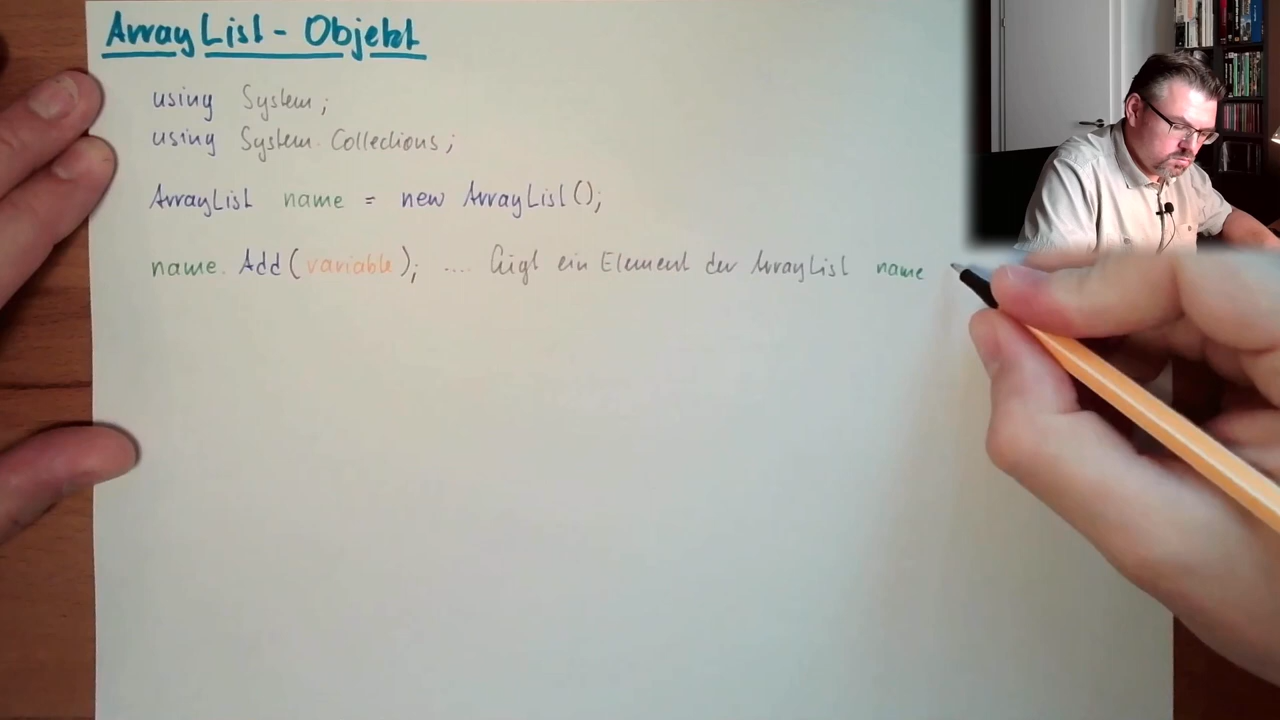 ArrayList - Objekt
using System;
using System.Collections;
ArrayList name = new ArrayList();
name.Add(variable); .... fügt ein Element der ArrayList name